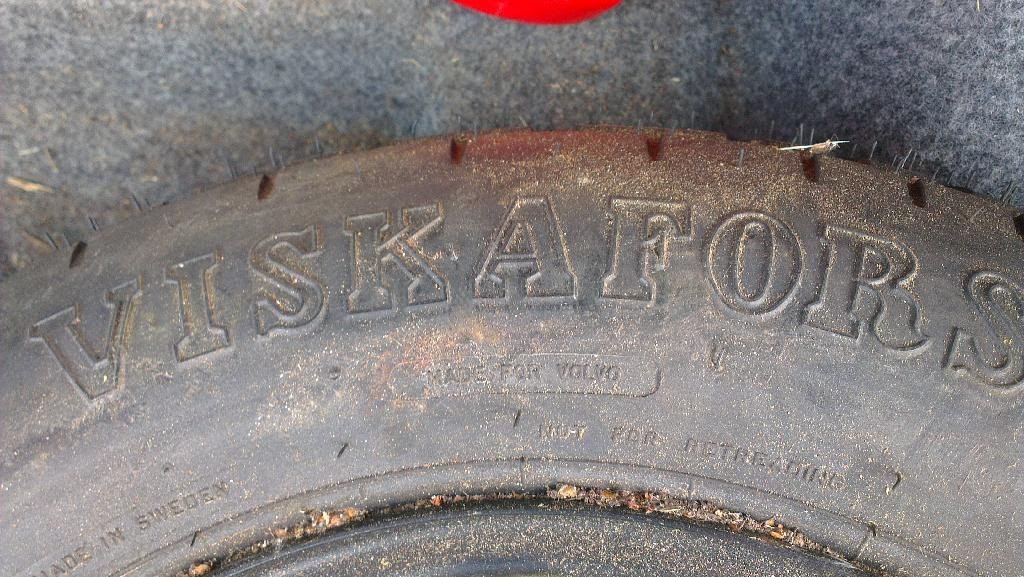 VISKAFORS
MADE FOR VOLVO
NOT FOR RETREADING
MADE IN SWEDEN